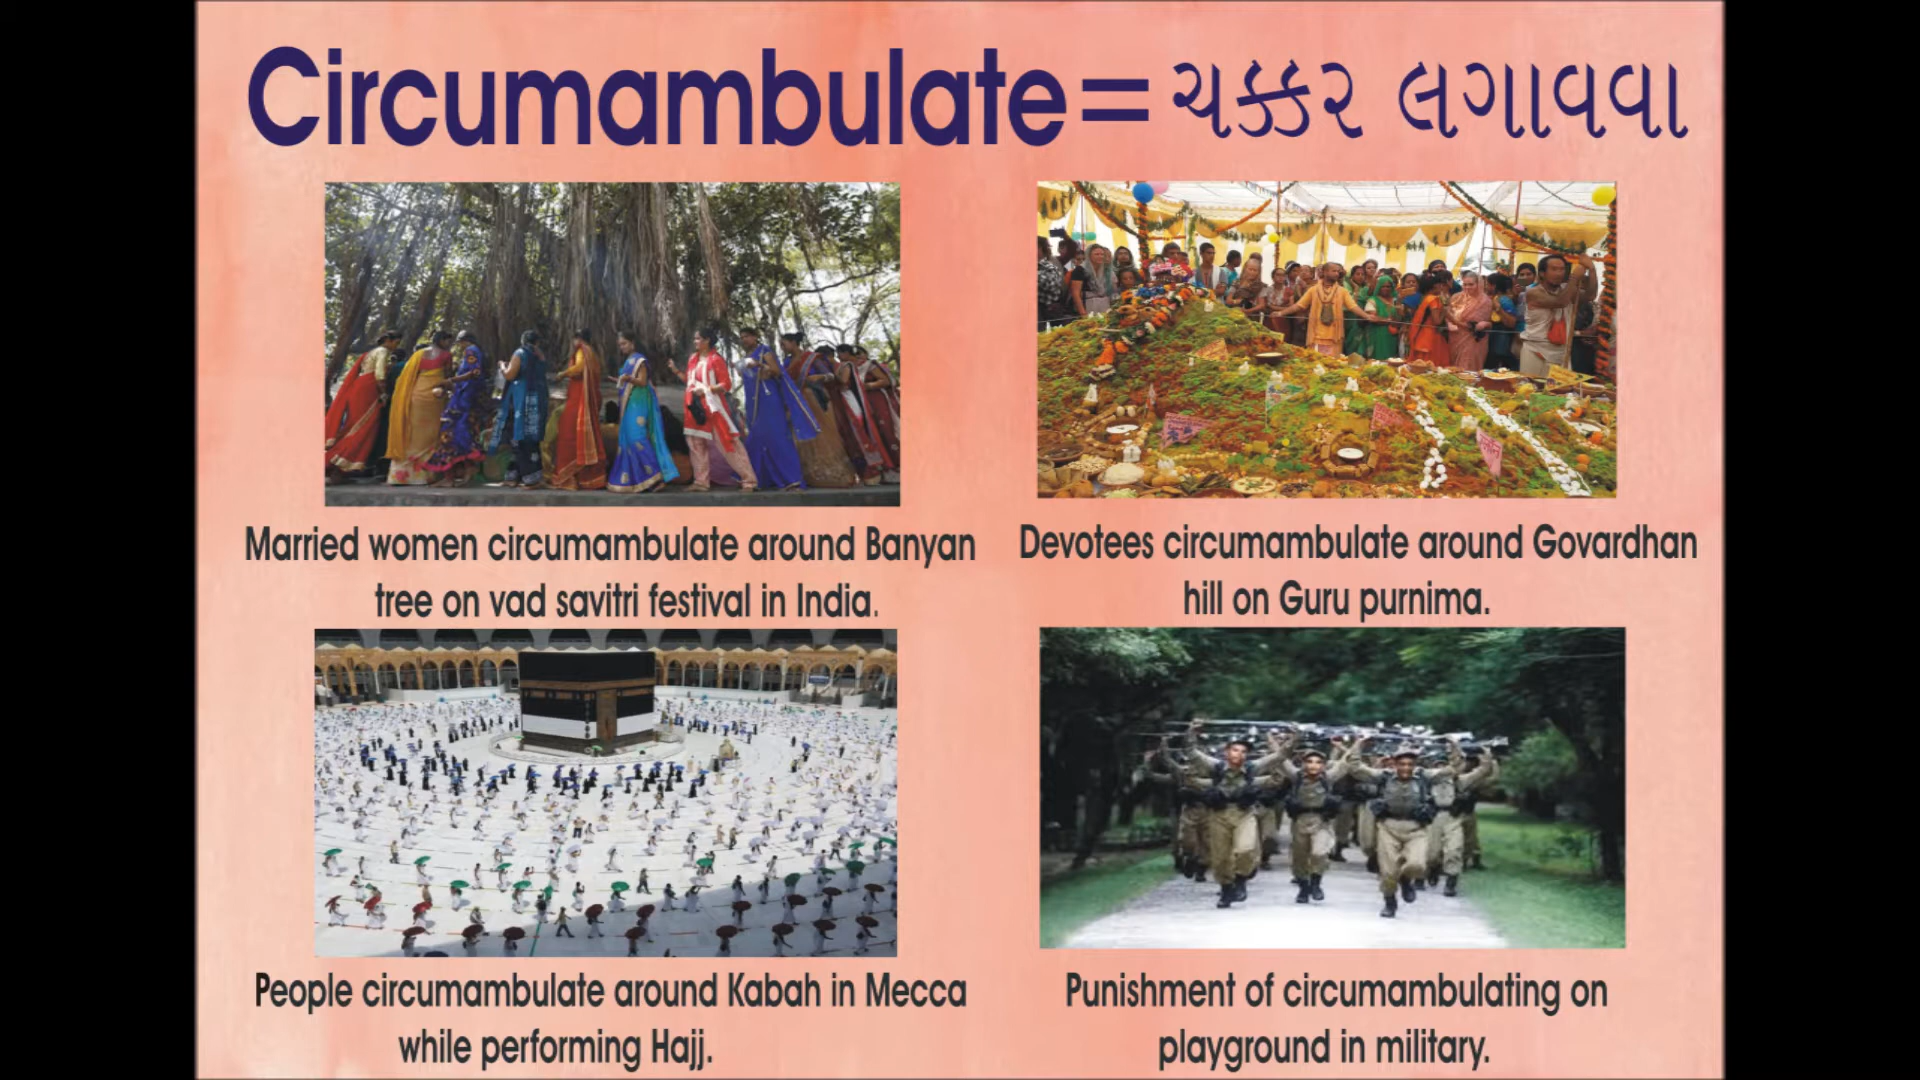 Circumambulate = ચક્કર લગાવવા
Married women circumambulate around Banyan
tree on vad savitri festival in India.
Devotees circumambulate around Govardhan
hill on Guru purnima.
People circumambulate around Kabah in Mecca
while performing Hajj.
Punishment of circumambulating on
playground in military.